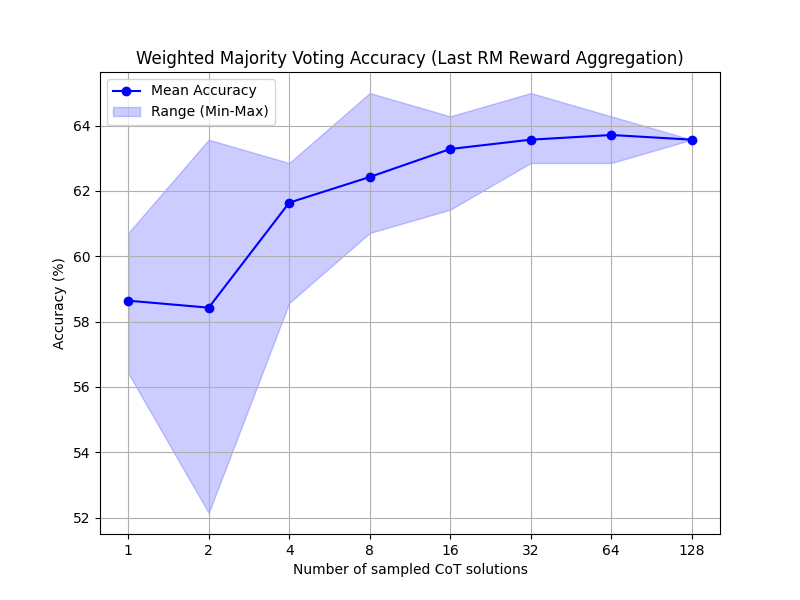 Weighted Majority Voting Accuracy (Last RM Reward Aggregation)
Mean Accuracy
Range (Min-Max)
Accuracy (%)
64
62
60
58
56
54
52
1 2 4 8 16 32 64 128
Number of sampled CoT solutions